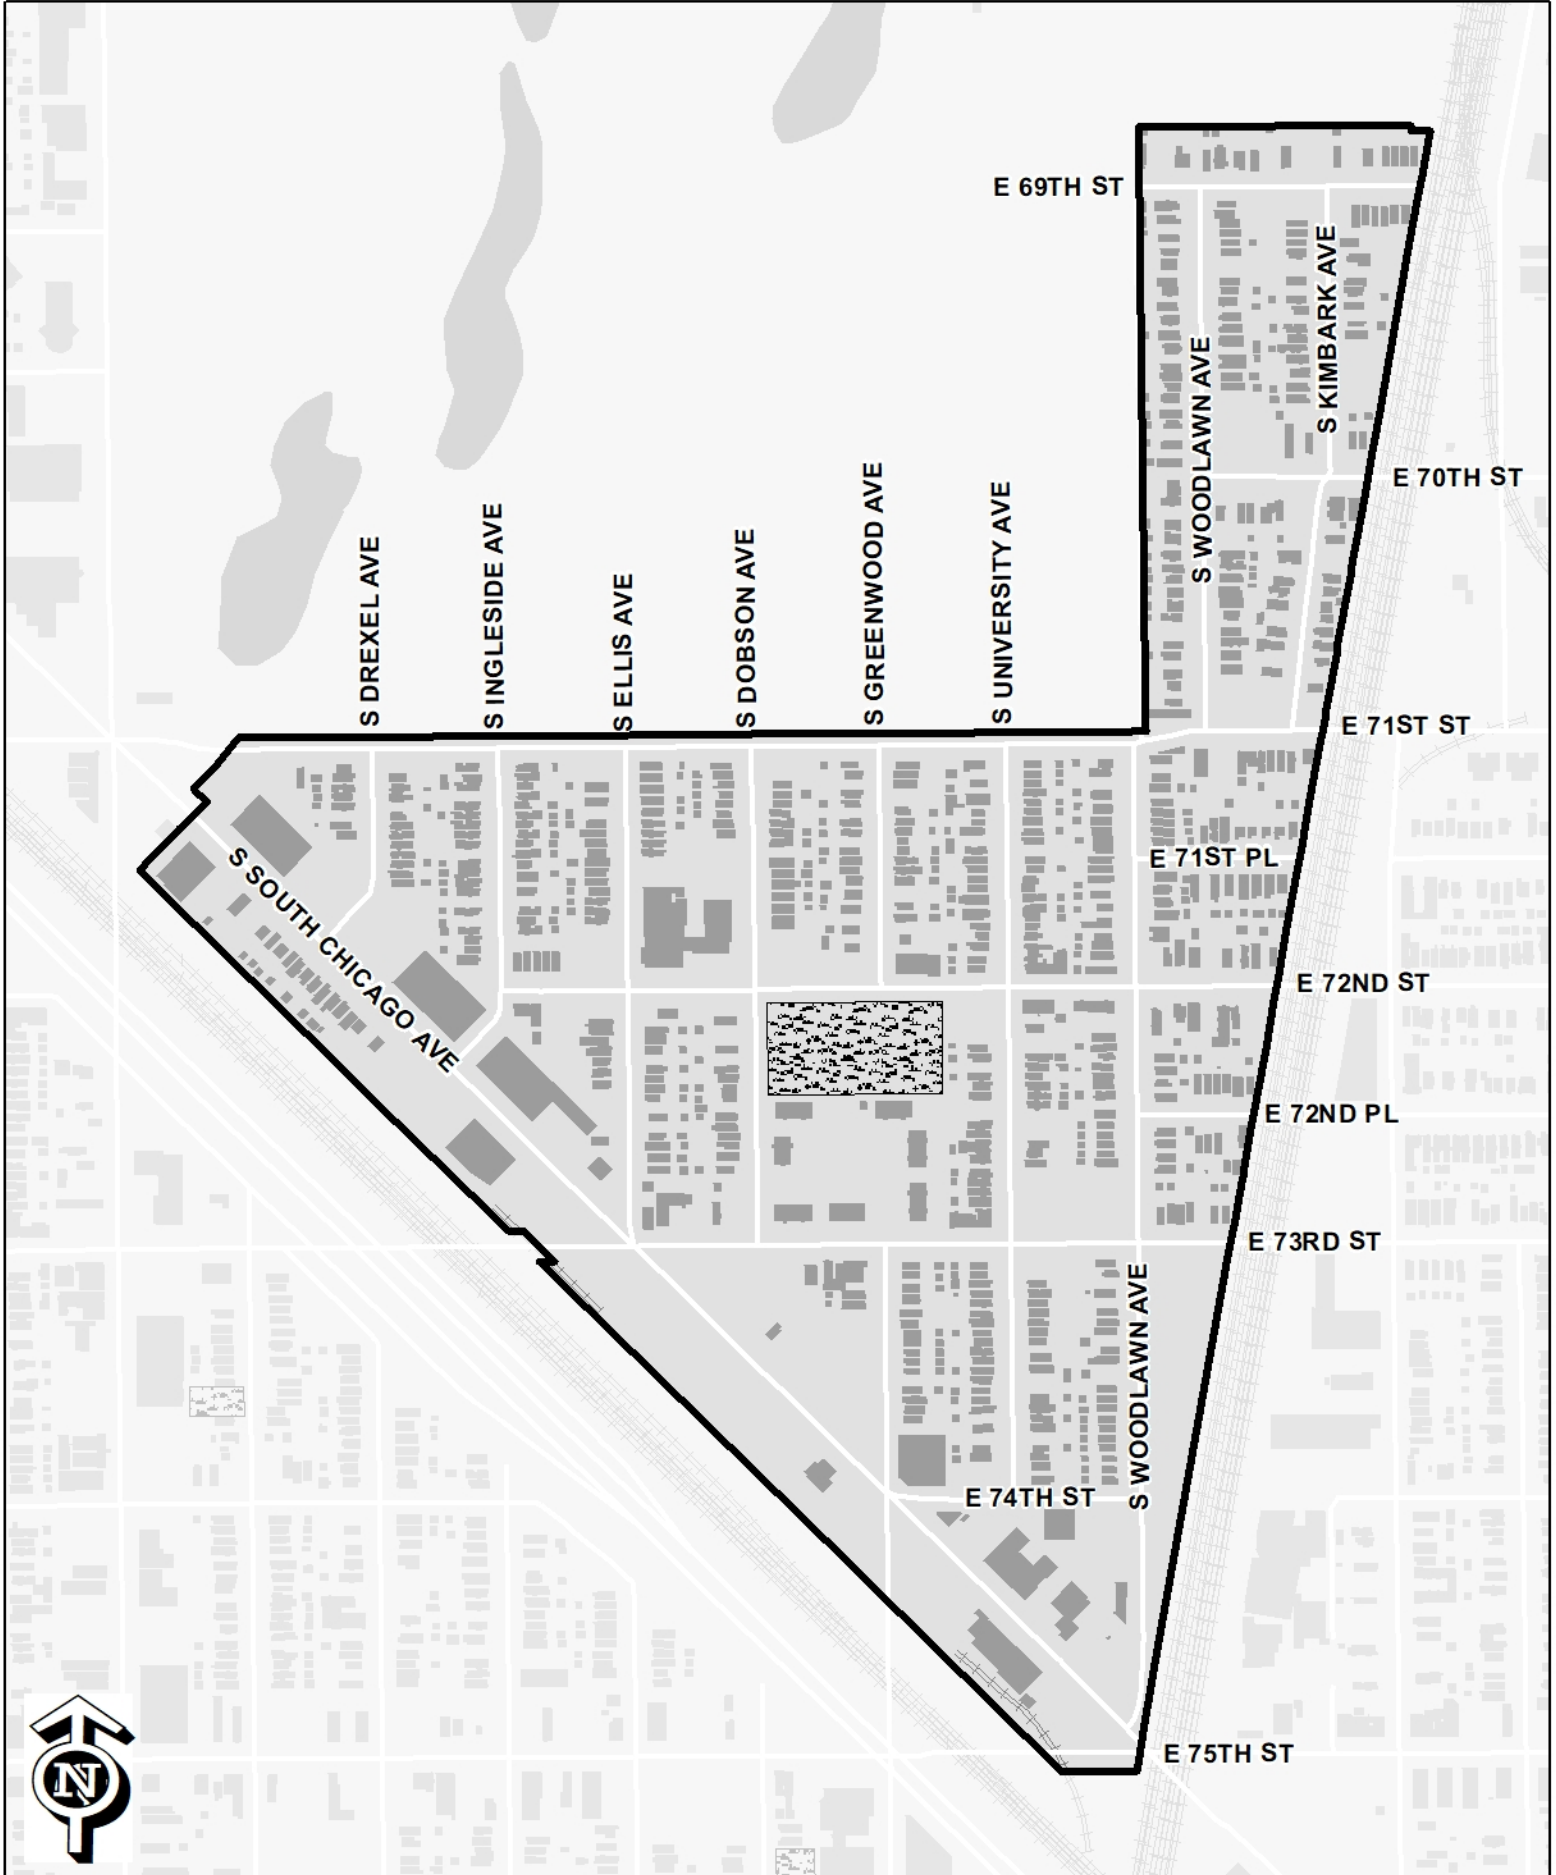 E 69TH ST
S KIMBARK AVE
S WOODLAWN AVE
E 70TH ST
S DREXEL AVE
S INGLESIDE AVE
S ELLIS AVE
S DOBSON AVE
S GREENWOOD AVE
S UNIVERSITY AVE
E 71ST ST
E 71ST PL
S SOUTH CHICAGO AVE
E 72ND ST
E 72ND PL
E 73RD ST
S WOODLAWN AVE
E 74TH ST
E 75TH ST
N